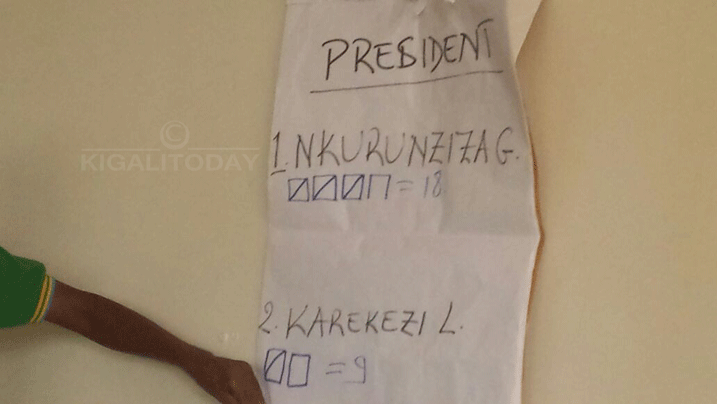 PRESIDENT
1. NKURUNZIZA G.
= 18
© KIGALITODAY
2. KAREKEZI L.
= 9